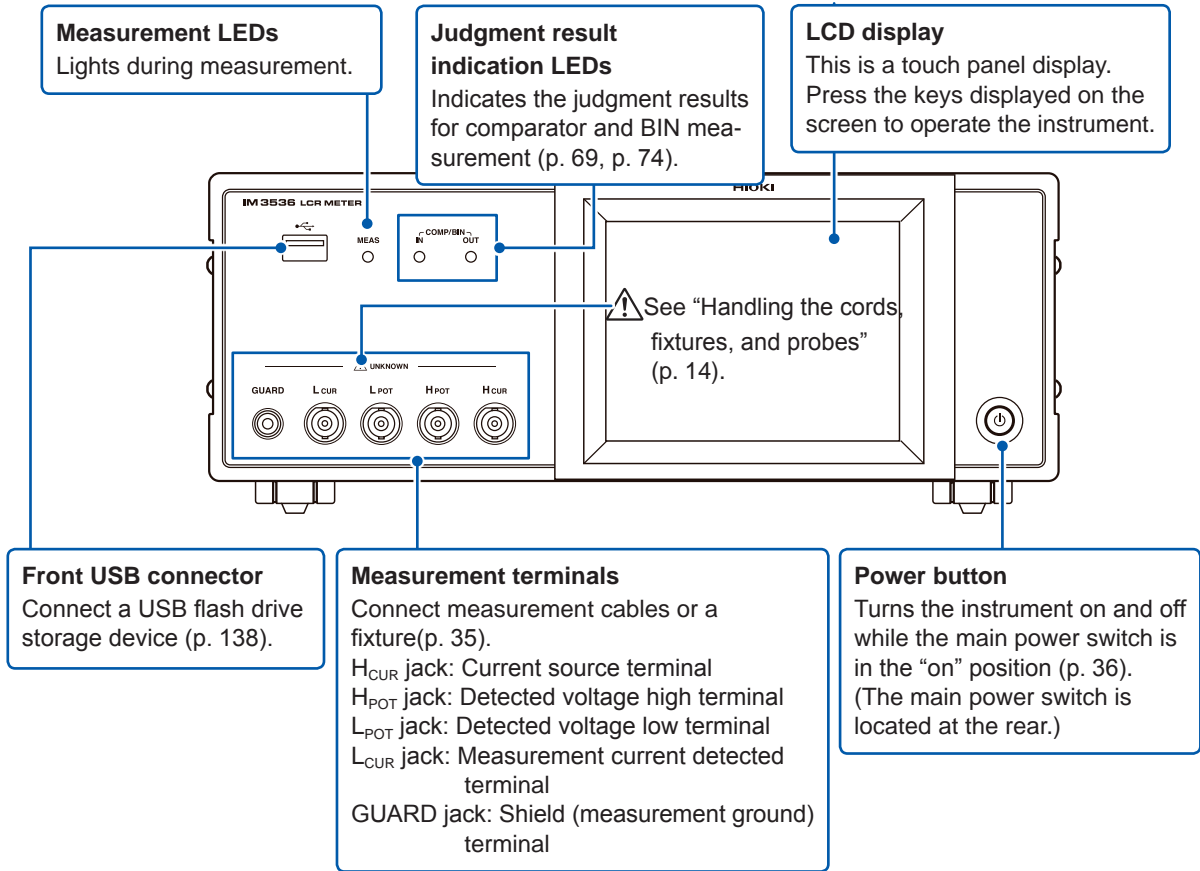 Measurement LEDs
Lights during measurement.
Judgment result
indication LEDs
Indicates the judgment results
for comparator and BIN mea-
surement (p. 69, p. 74).
LCD display
This is a touch panel display.
Press the keys displayed on the
screen to operate the instrument.
HIOKI
IM 3536 LCR METER
MEAS
COMP/BIN
IN
OUT
⚠See “Handling the cords,
fixtures, and probes”
(p. 14).
⚠ UNKNOWN
GUARD
L CUR
L POT
H POT
H CUR
Front USB connector
Connect a USB flash drive
storage device (p. 138).
Measurement terminals
Connect measurement cables or a
fixture(p. 35).
HCUR jack: Current source terminal
HPOT jack: Detected voltage high terminal
LPOT jack: Detected voltage low terminal
LCUR jack: Measurement current detected
terminal
GUARD jack: Shield (measurement ground)
terminal
Power button
Turns the instrument on and off
while the main power switch is
in the “on” position (p. 36).
(The main power switch is
located at the rear.)